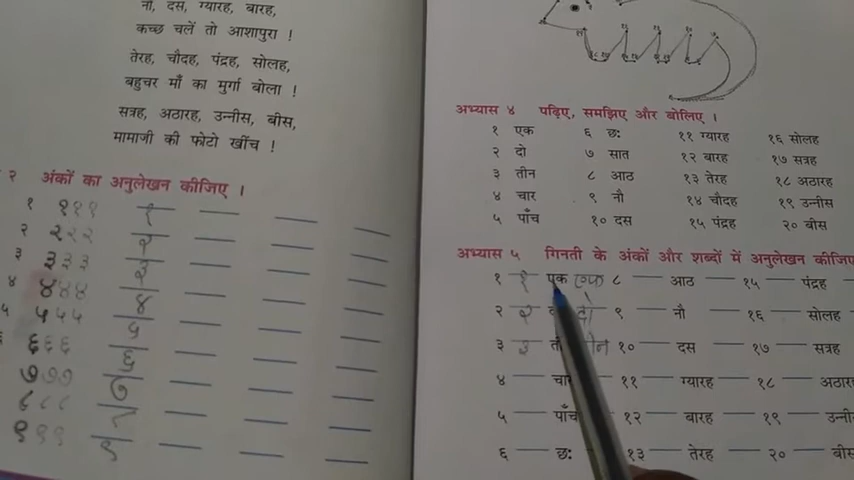 नौ, दस, ग्यारह, बारह,
कच्छ चलें तो आशापुरा !
तेरह, चौदह, पंद्रह, सोलह,
बहुचर माँ का मुर्गा बोला !
सत्रह, अठारह, उन्नीस, बीस,
मामाजी की फोटो खींच !
२ अंकों का अनुलेखन कीजिए ।
१ १ १ १ १
२ २ २ २ २
३ ३ ३ ३ ३
४ ४ ४ ४ ४
५ ५ ५ ५ ५
६ ६ ६ ६
७ ७ ७ ७
८ ८ ८ ८
९ ९ ९ ९
अभ्यास ४ पढ़िए, समझिए और बोलिए ।
१ एक ६ छः ११ ग्यारह १६ सोलह
२ दो ७ सात १२ बारह १७ सत्रह
३ तीन ८ आठ १३ तेरह १८ अठारह
४ चार ९ नौ १४ चौदह १९ उन्नीस
५ पाँच १० दस १५ पंद्रह २० बीस
अभ्यास ५ गिनती के अंकों और शब्दों में अनुलेखन कीजिए
१ १ एक एक ८ आठ १५ पंद्रह
२ २ दो ९ नौ १६ सोलह
३ ३ तीन १० दस १७ सत्रह
४ चार ११ ग्यारह १८ अठारह
५ पाँच १२ बारह १९ उन्नी
६ छः १३ तेरह २० बीस